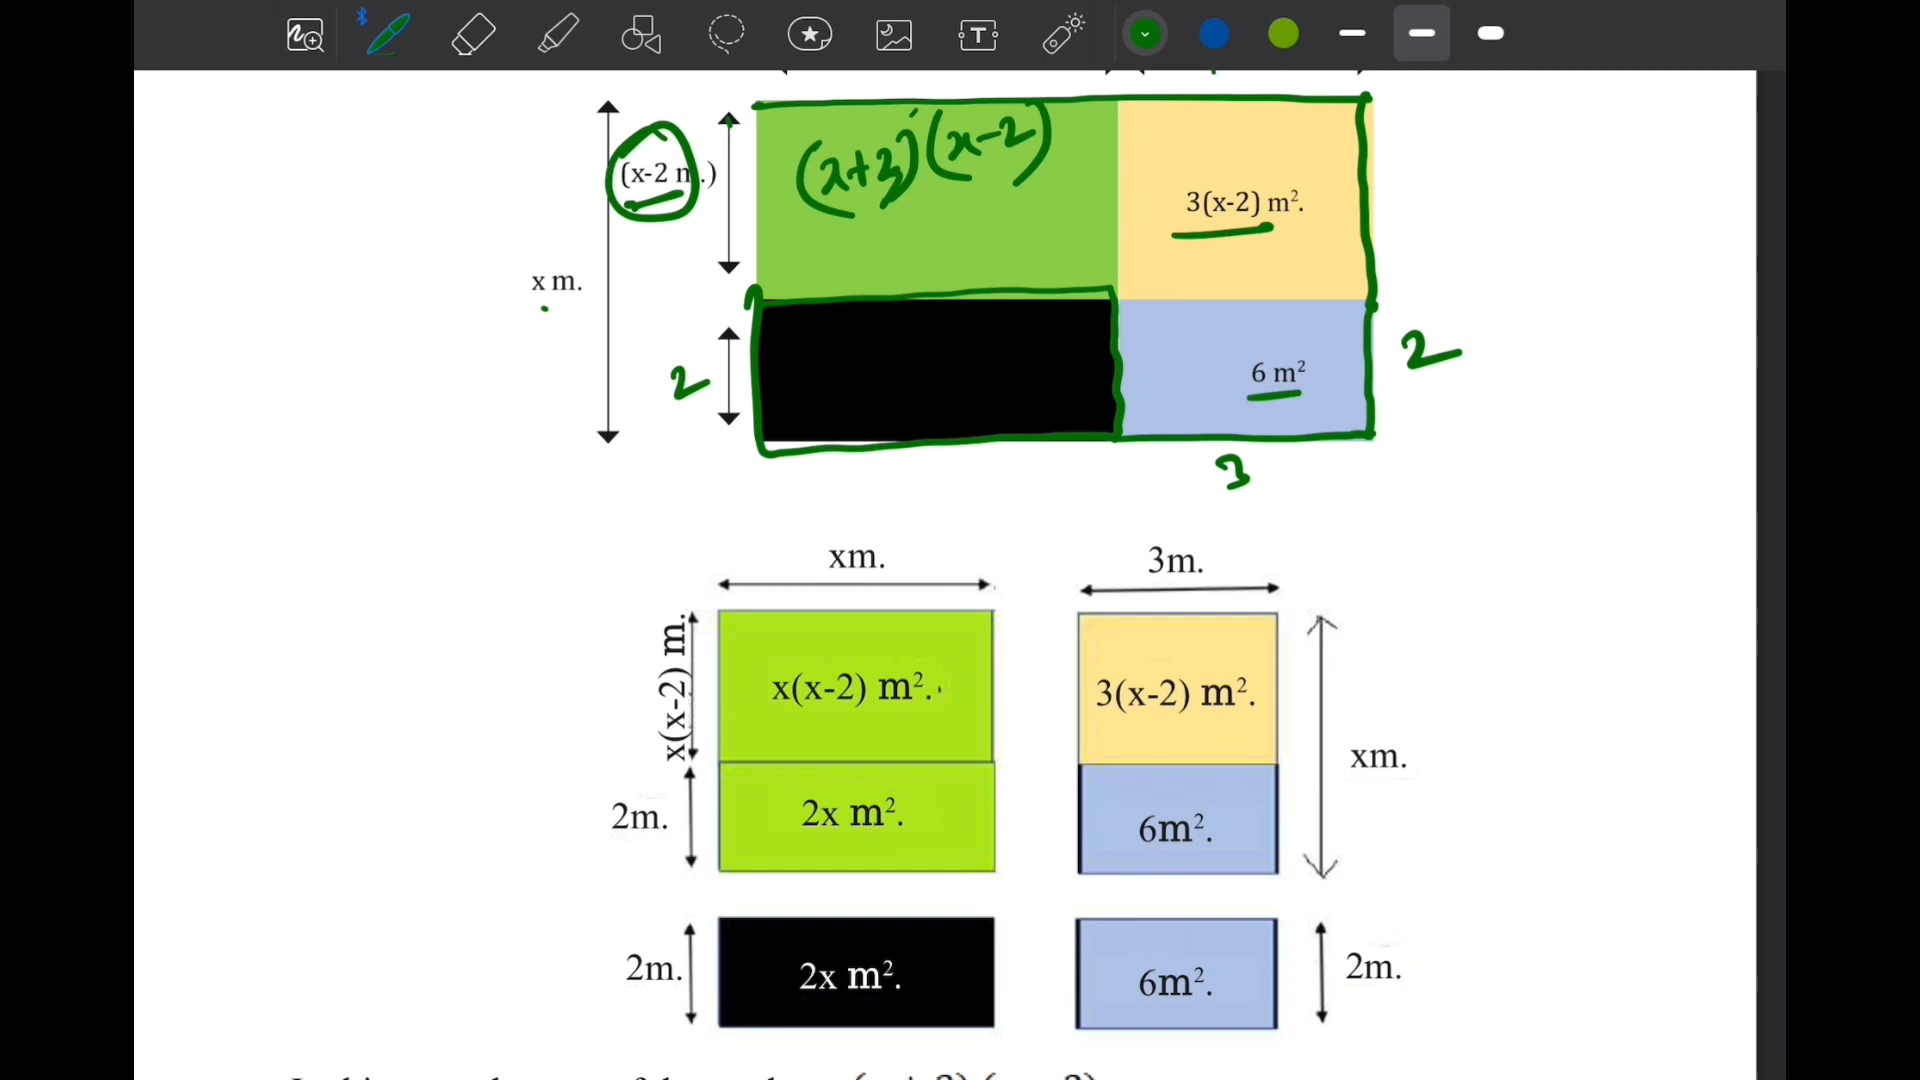 (x+3)(x-2)
(x-2 m.)
3(x-2) m².
x m.
2
6 m²
2
3
xm.
3m.
x(x-2) m.
x(x-2) m².
3(x-2) m².
xm.
2m.
2x m².
6m².
2m.
2x m².
6m².
2m.